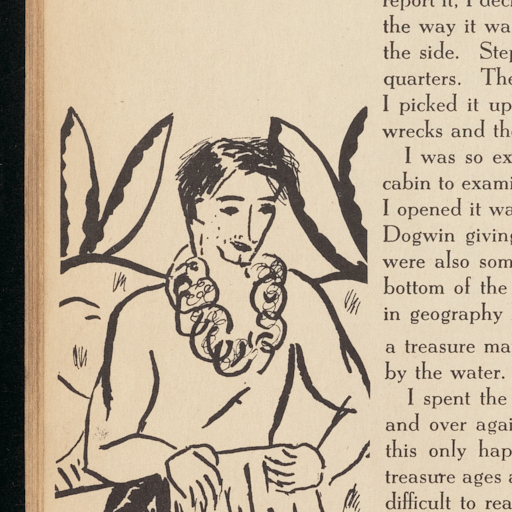 report it, I decl
the way it wa
the side. Step
quarters. The
I picked it up
wrecks and the
I was so ex
cabin to exami
I opened it wa
Dogwin giving
were also som
bottom of the
in geography
a treasure ma
by the water.
I spent the
and over agai
this only hap
treasure ages a
difficult to rea